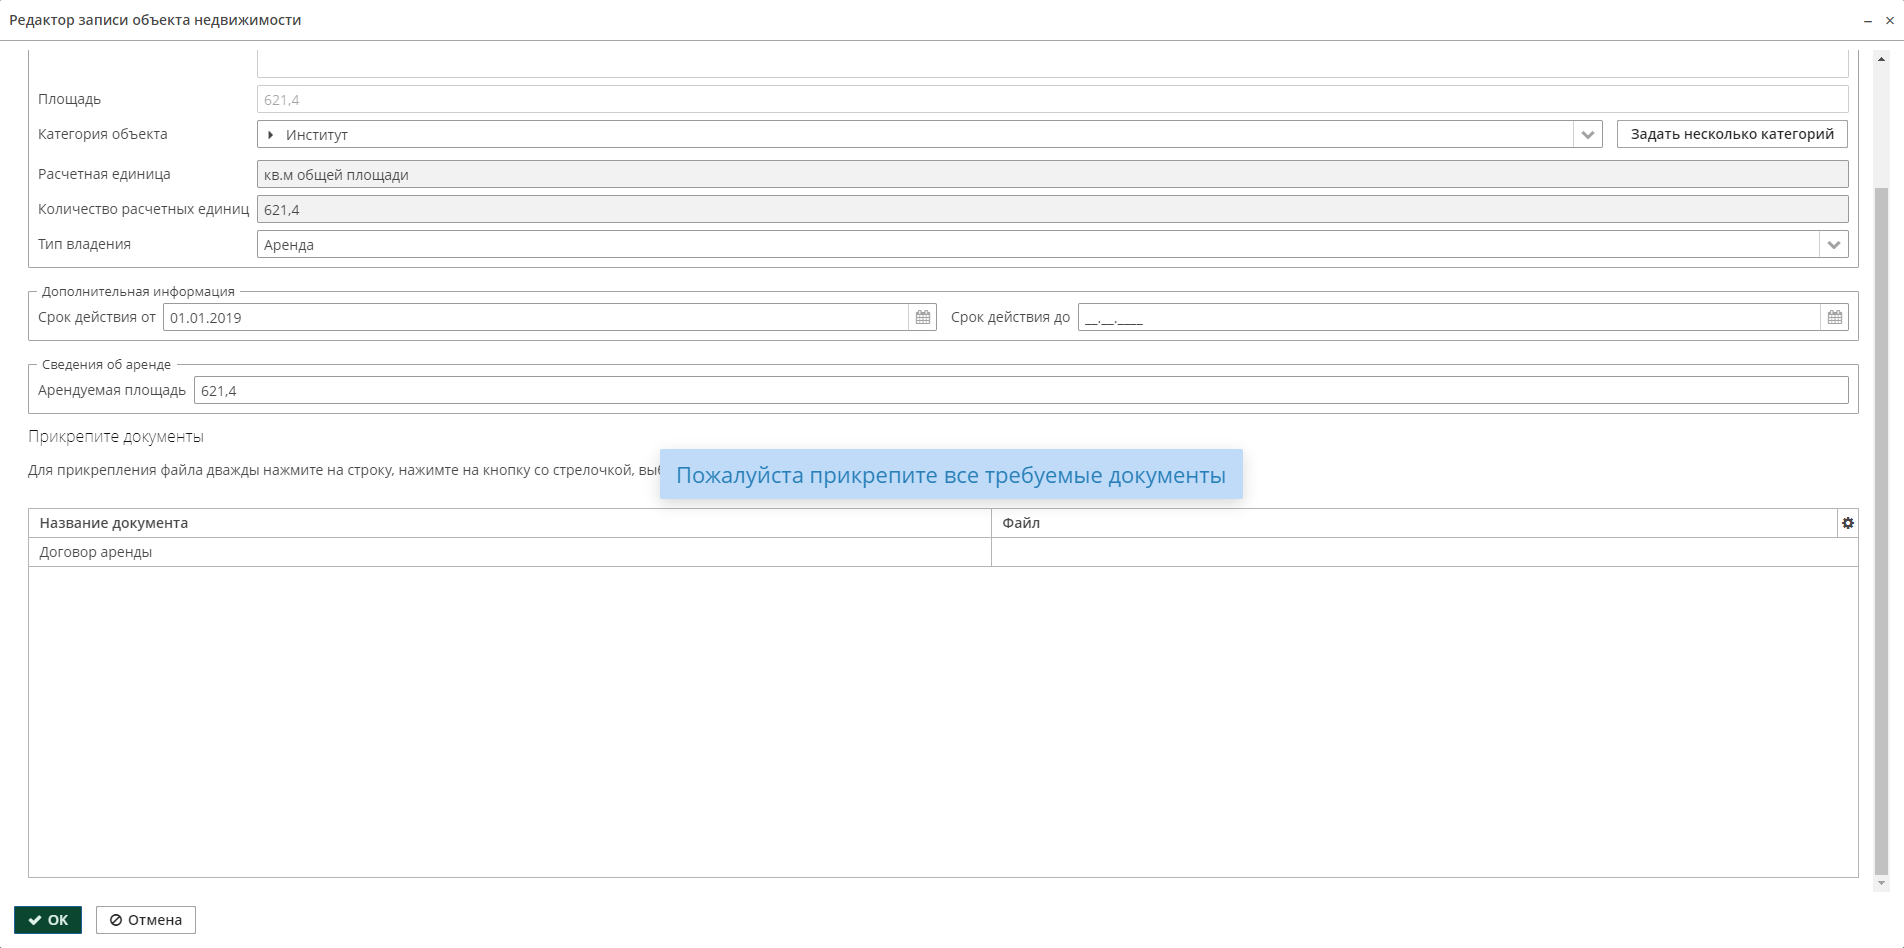 Редактор записи объекта недвижимости
Площадь 621,4
Категория объекта Институт Задать несколько категорий
Расчетная единица кв.м общей площади
Количество расчетных единиц 621,4
Тип владения Аренда
Дополнительная информация
Срок действия от 01.01.2019 Срок действия до __.__.____
Сведения об аренде
Арендуемая площадь 621,4
Прикрепите документы
Для прикрепления файла дважды нажмите на строку, нажмите на кнопку со стрелочкой,
Пожалуйста прикрепите все требуемые документы
Название документа Файл
Договор аренды
OK Отмена